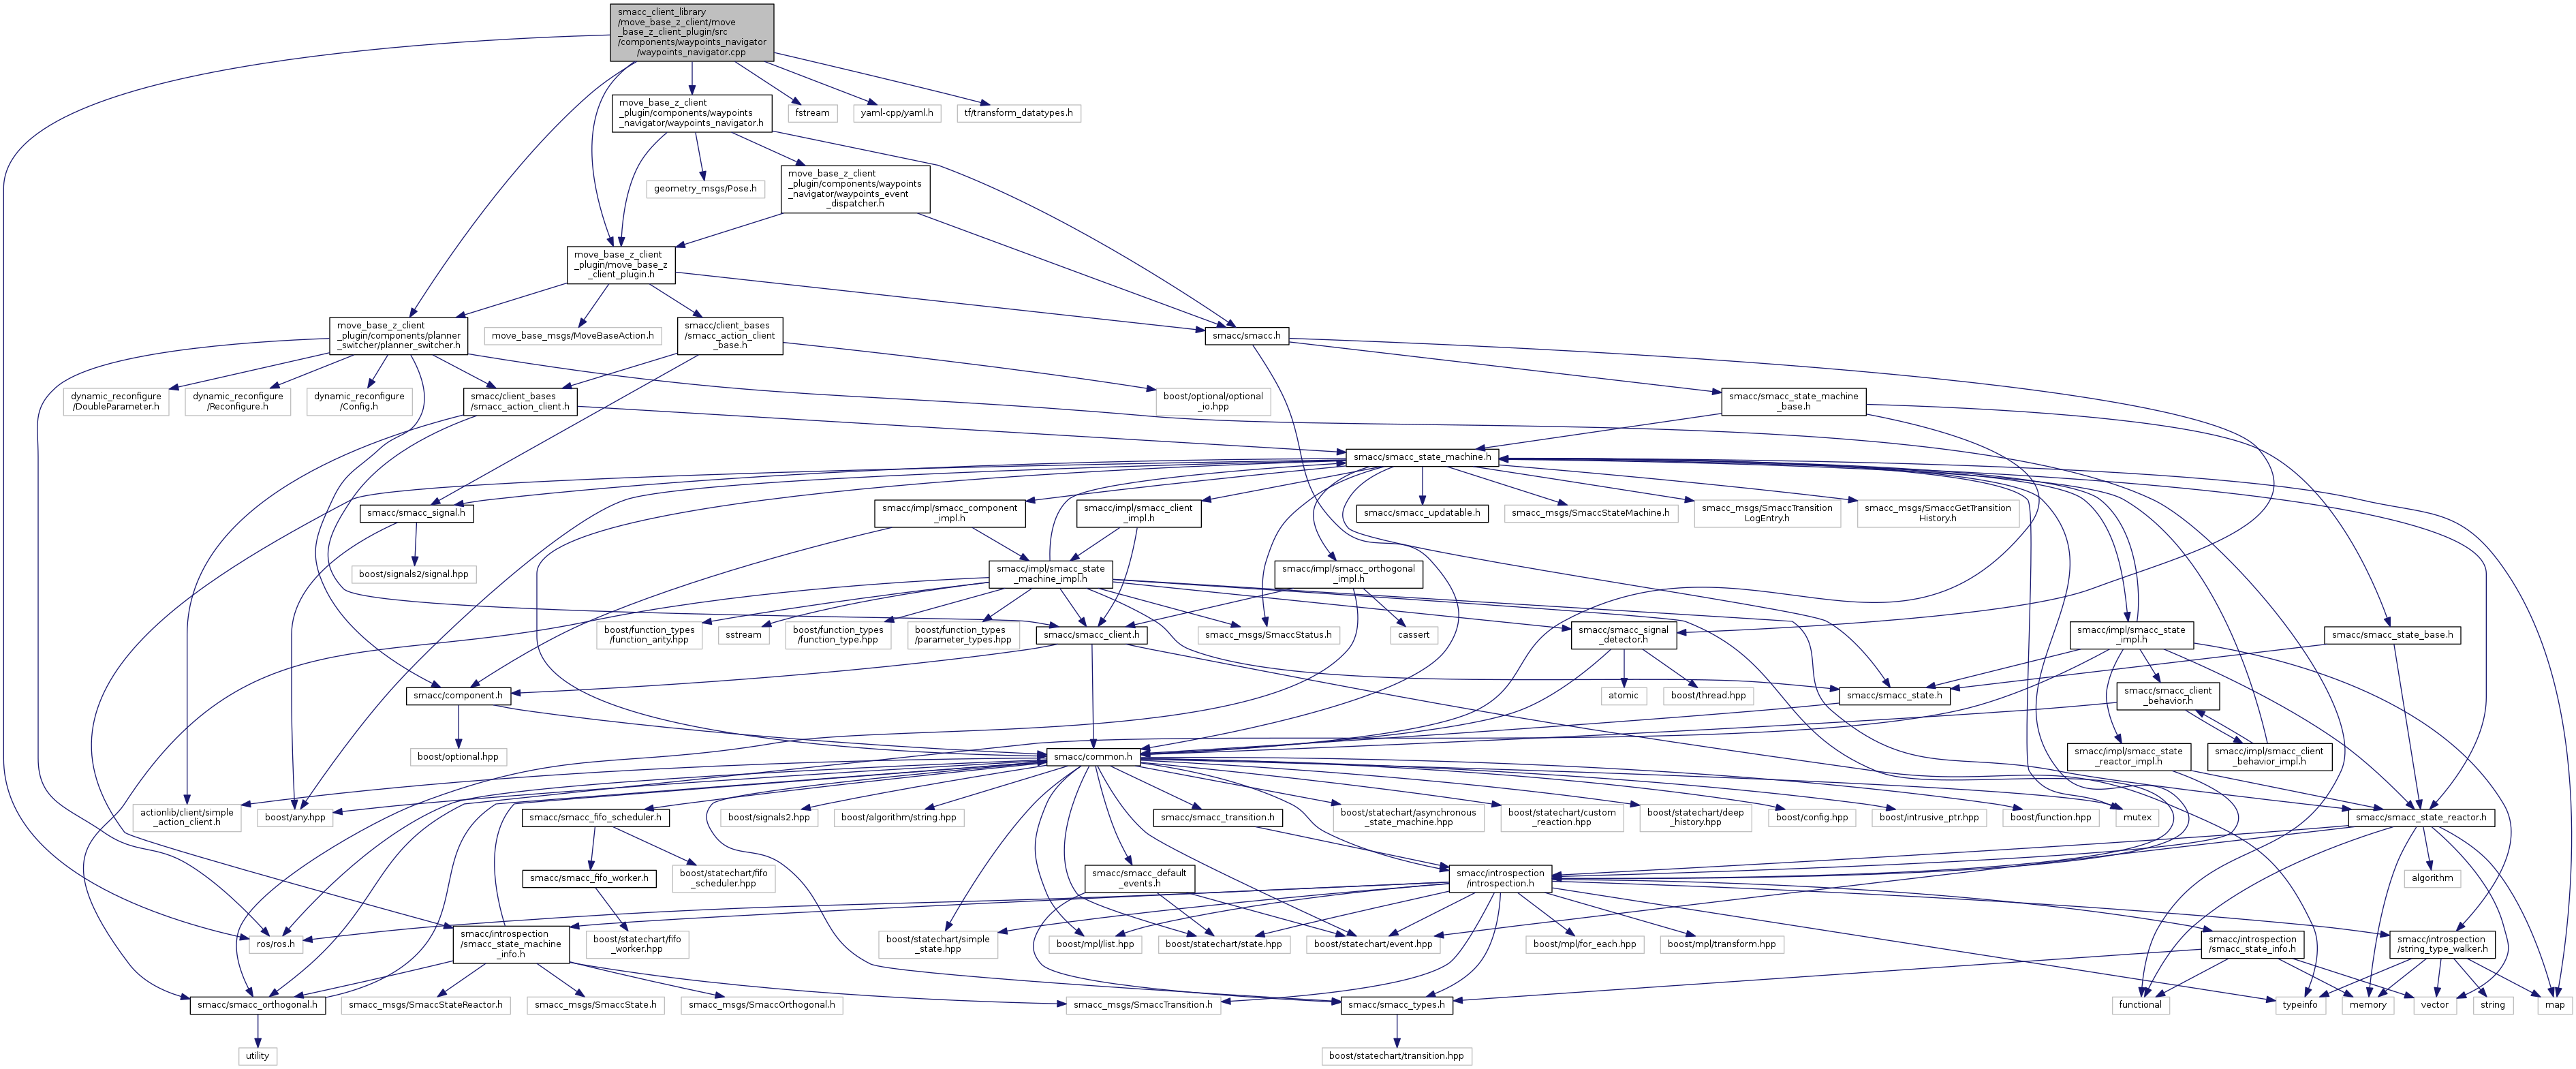 smacc_client_library
/move_base_z_client/move
_base_z_client_plugin/src
/components/waypoints_navigator
/waypoints_navigator.cpp
move_base_z_client
_plugin/components/waypoints
_navigator/waypoints_navigator.h
fstream
yaml-cpp/yaml.h
tf/transform_datatypes.h
geometry_msgs/Pose.h
move_base_z_client
_plugin/components/waypoints
_navigator/waypoints_event
_dispatcher.h
move_base_z_client
_plugin/move_base_z
_client_plugin.h
move_base_z_client
_plugin/components/planner
_switcher/planner_switcher.h
move_base_msgs/MoveBaseAction.h
smacc/client_bases
/smacc_action_client
_base.h
smacc/smacc.h
dynamic_reconfigure
/DoubleParameter.h
dynamic_reconfigure
/Reconfigure.h
dynamic_reconfigure
/Config.h
smacc/client_bases
/smacc_action_client.h
boost/optional/optional
_io.hpp
smacc/smacc_state_machine
_base.h
smacc/smacc_state_machine.h
smacc/smacc_signal.h
smacc/impl/smacc_component
_impl.h
smacc/impl/smacc_client
_impl.h
smacc/smacc_updatable.h
smacc_msgs/SmaccStateMachine.h
smacc_msgs/SmaccTransition
LogEntry.h
smacc_msgs/SmaccGetTransition
History.h
boost/signals2/signal.hpp
smacc/impl/smacc_state
_machine_impl.h
smacc/impl/smacc_orthogonal
_impl.h
boost/function_types
/function_arity.hpp
sstream
boost/function_types
/function_type.hpp
boost/function_types
/parameter_types.hpp
smacc/smacc_client.h
smacc_msgs/SmaccStatus.h
cassert
smacc/smacc_signal
_detector.h
smacc/impl/smacc_state
_impl.h
smacc/smacc_state_base.h
smacc/component.h
atomic
boost/thread.hpp
smacc/smacc_state.h
smacc/smacc_client
_behavior.h
boost/optional.hpp
smacc/common.h
smacc/impl/smacc_state
_reactor_impl.h
smacc/impl/smacc_client
_behavior_impl.h
actionlib/client/simple
_action_client.h
boost/any.hpp
smacc/smacc_fifo_scheduler.h
boost/signals2.hpp
boost/algorithm/string.hpp
smacc/smacc_transition.h
boost/statechart/asynchronous
_state_machine.hpp
boost/statechart/custom
_reaction.hpp
boost/statechart/deep
_history.hpp
boost/config.hpp
boost/intrusive_ptr.hpp
boost/function.hpp
mutex
smacc/smacc_state_reactor.h
smacc/smacc_fifo_worker.h
boost/statechart/fifo
_scheduler.hpp
smacc/smacc_default
_events.h
smacc/introspection
/introspection.h
algorithm
ros/ros.h
smacc/introspection
/smacc_state_machine
_info.h
boost/statechart/fifo
_worker.hpp
boost/statechart/simple
_state.hpp
boost/mpl/list.hpp
boost/statechart/state.hpp
boost/statechart/event.hpp
boost/mpl/for_each.hpp
boost/mpl/transform.hpp
smacc/introspection
/smacc_state_info.h
smacc/introspection
/string_type_walker.h
smacc/smacc_orthogonal.h
smacc_msgs/SmaccStateReactor.h
smacc_msgs/SmaccState.h
smacc_msgs/SmaccOrthogonal.h
smacc_msgs/SmaccTransition.h
smacc/smacc_types.h
functional
typeinfo
memory
vector
string
map
utility
boost/statechart/transition.hpp